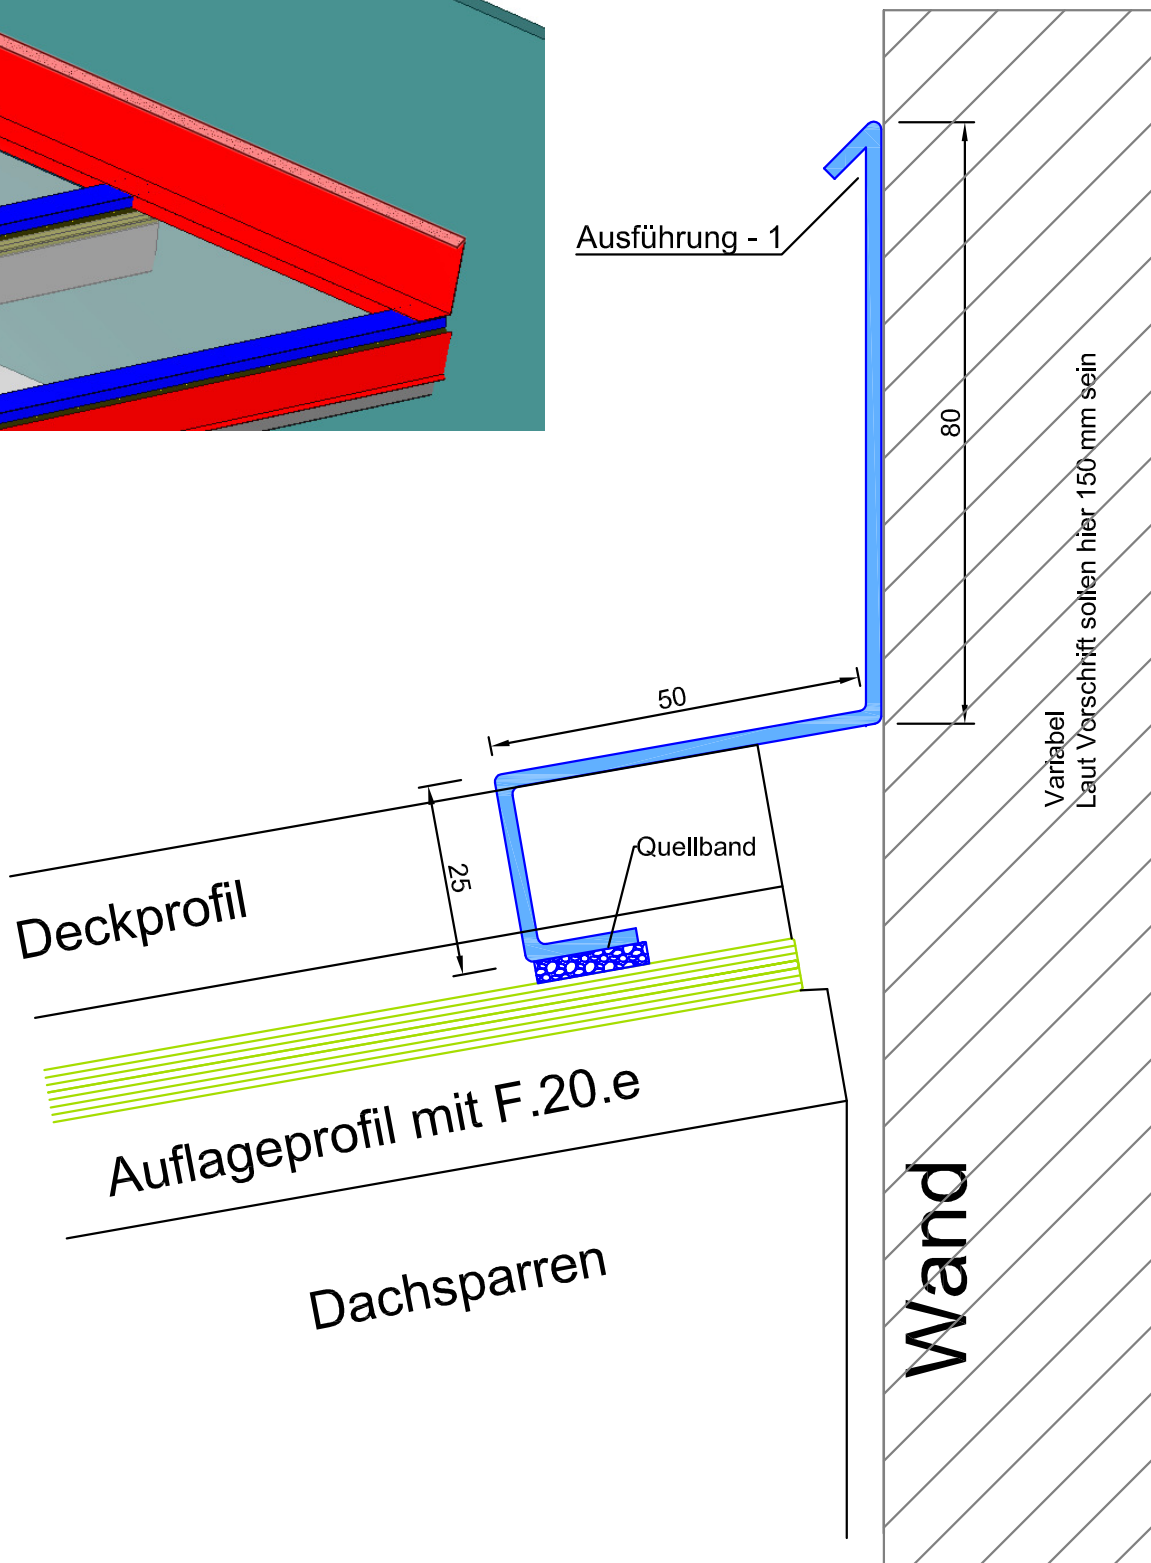 Ausführung - 1
80
Variabel
Laut Vorschrift sollen hier 150 mm sein
50
25
Quellband
Deckprofil
Auflageprofil mit F.20.e
Dachsparren
Wand